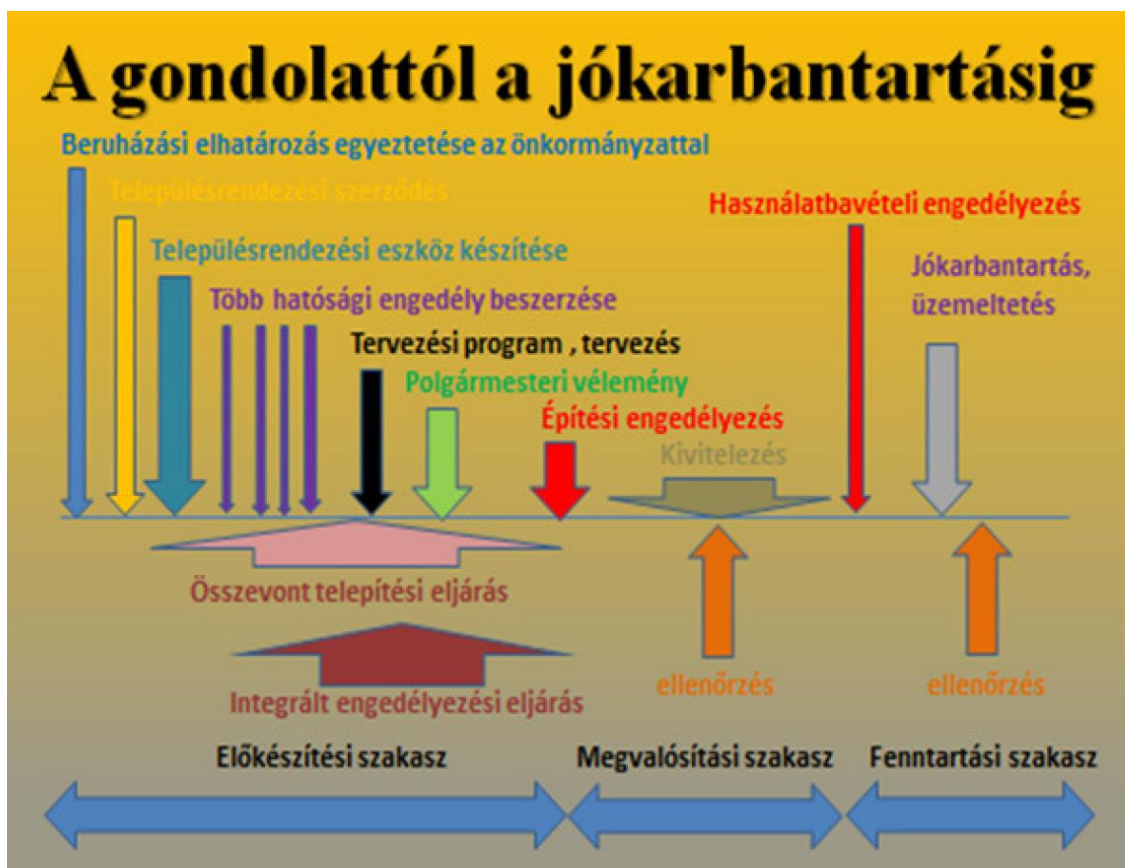 A gondolattól a jókarbantartásig
Beruházási elhatározás egyeztetése az önkormányzattal
Településrendezési szerződés
Használatbavételi engedélyezés
Településrendezési eszköz készítése
Jókarbantartás,
üzemeltetés
Több hatósági engedély beszerzése
Tervezési program , tervezés
Polgármesteri vélemény
Építési engedélyezés
Kivitelezés
Összevont telepítési eljárás
ellenőrzés
ellenőrzés
Integrált engedélyezési eljárás
Előkészítési szakasz
Megvalósítási szakasz
Fenntartási szakasz